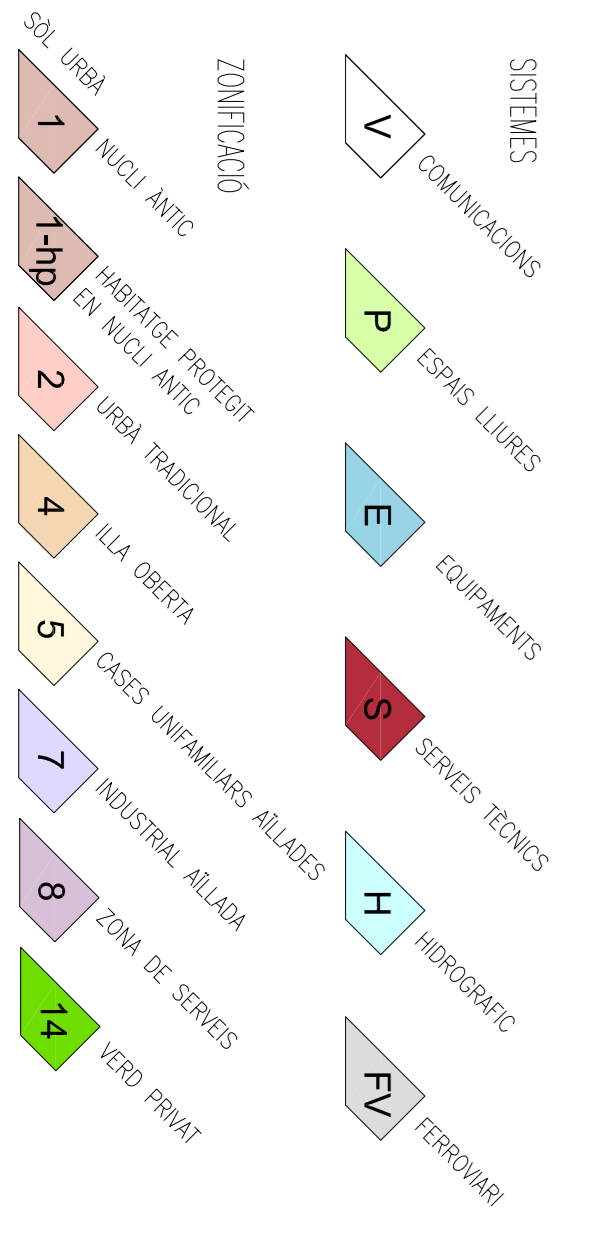 SISTEMES
V
COMUNICACIONS
P
ESPAIS LLIURES
E
EQUIPAMENTS
S
SERVEIS TÈCNICS
H
HIDROGRAFIC
FV
FERROVIARI
ZONIFICACIÓ
SÒL URBÀ
1
NUCLI ÀNTIC
1-hp
HABITATGE PROTEGIT
EN NUCLI ANTIC
2
URBÀ TRADICIONAL
4
ILLA OBERTA
5
CASES UNIFAMILIARS AÏLLADES
7
INDUSTRIAL AÏLLADA
8
ZONA DE SERVEIS
14
VERD PRIVAT